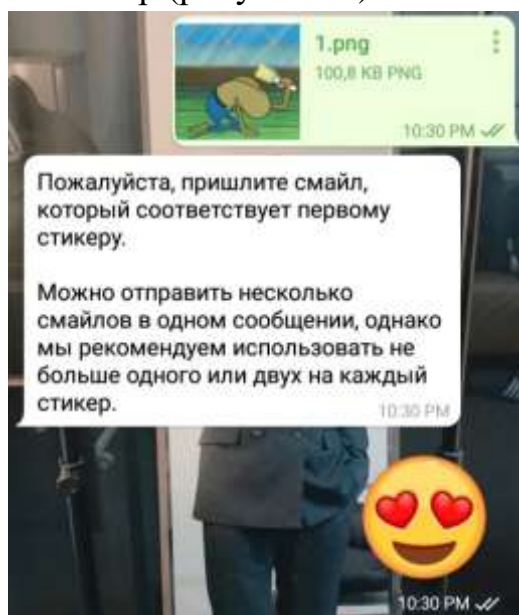 1.png
100,8 KB PNG
10:30 PM
Пожалуйста, пришлите смайл,
который соответствует первому
стикеру.
Можно отправить несколько
смайлов в одном сообщении, однако
мы рекомендуем использовать не
больше одного или двух на каждый
стикер.
10:30 PM
10:30 PM